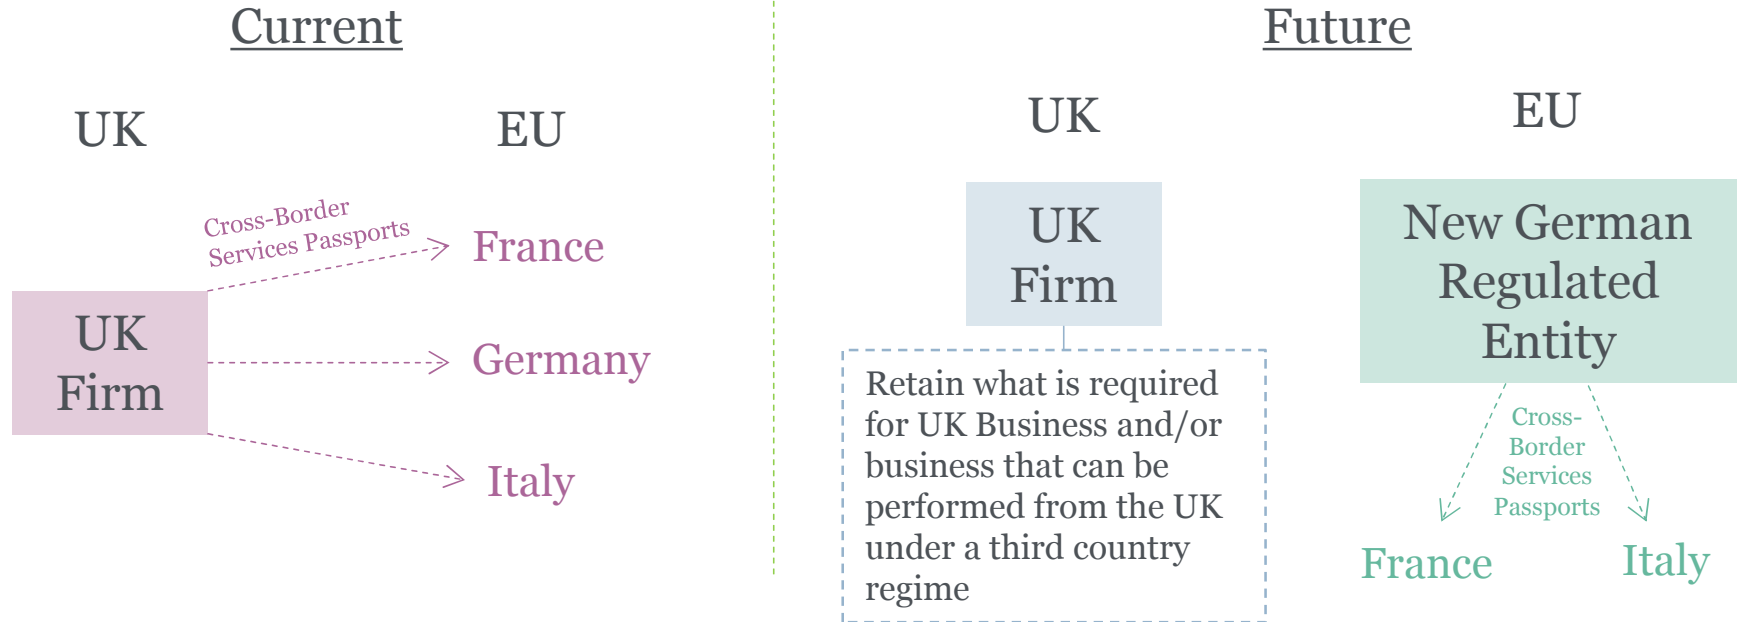 Current
UK
EU
Cross-Border
Services Passports
France
UK
Firm
Germany
Italy
Future
UK
EU
UK
Firm
New German
Regulated
Entity
Retain what is required
for UK Business and/or
business that can be
performed from the UK
under a third country
regime
Cross-
Border
Services
Passports
France
Italy